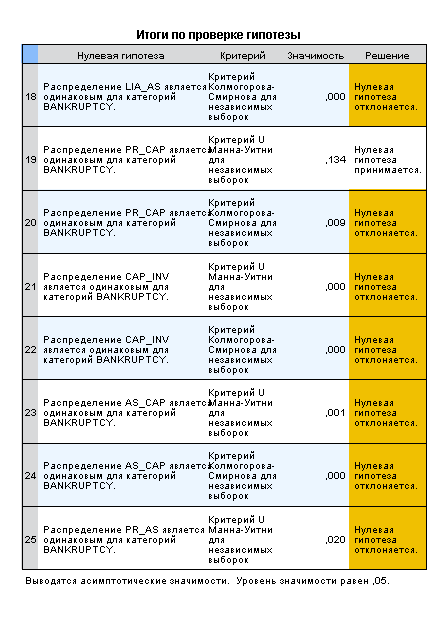 Итоги по проверке гипотезы
Нулевая гипотеза Критерий Значимость Решение
18 Распределение LIA_AS является одинаковым для категорий BANKRUPTCY. Критерий Колмогорова-Смирнова для независимых выборок ,000 Нулевая гипотеза отклоняется.
19 Распределение PR_CAP является одинаковым для категорий BANKRUPTCY. Критерий U Манна-Уитни для независимых выборок ,134 Нулевая гипотеза принимается.
20 Распределение PR_CAP является одинаковым для категорий BANKRUPTCY. Критерий Колмогорова-Смирнова для независимых выборок ,009 Нулевая гипотеза отклоняется.
21 Распределение CAP_INV является одинаковым для категорий BANKRUPTCY. Критерий U Манна-Уитни для независимых выборок ,000 Нулевая гипотеза отклоняется.
22 Распределение CAP_INV является одинаковым для категорий BANKRUPTCY. Критерий Колмогорова-Смирнова для независимых выборок ,000 Нулевая гипотеза отклоняется.
23 Распределение AS_CAP является одинаковым для категорий BANKRUPTCY. Критерий U Манна-Уитни для независимых выборок ,001 Нулевая гипотеза отклоняется.
24 Распределение AS_CAP является одинаковым для категорий BANKRUPTCY. Критерий Колмогорова-Смирнова для независимых выборок ,000 Нулевая гипотеза отклоняется.
25 Распределение PR_AS является одинаковым для категорий BANKRUPTCY. Критерий U Манна-Уитни для независимых выборок ,020 Нулевая гипотеза отклоняется.
Выводятся асимптотические значимости. Уровень значимости равен ,05.